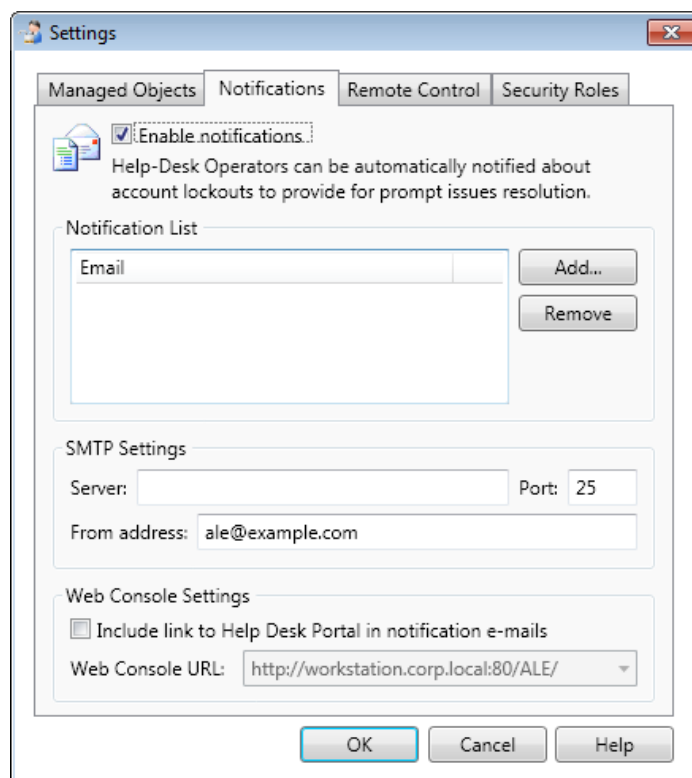 Settings
Managed Objects Notifications Remote Control Security Roles
Enable notifications.
Help-Desk Operators can be automatically notified about
account lockouts to provide for prompt issues resolution.
Notification List
Email
Add...
Remove
SMTP Settings
Server: Port: 25
From address: ale@example.com
Web Console Settings
Include link to Help Desk Portal in notification e-mails
Web Console URL: http://workstation.corp.local:80/ALE/
OK Cancel Help